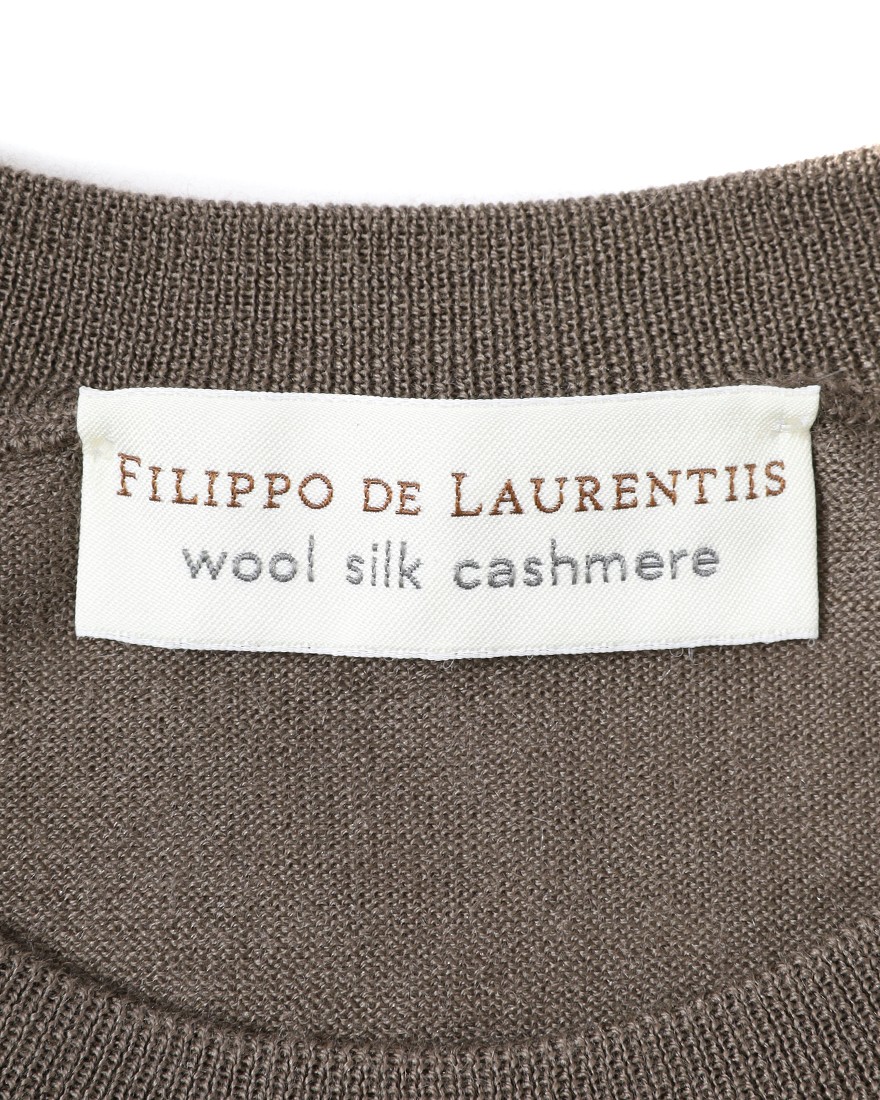 FILIPPO DE LAURENTIIS
wool silk cashmere